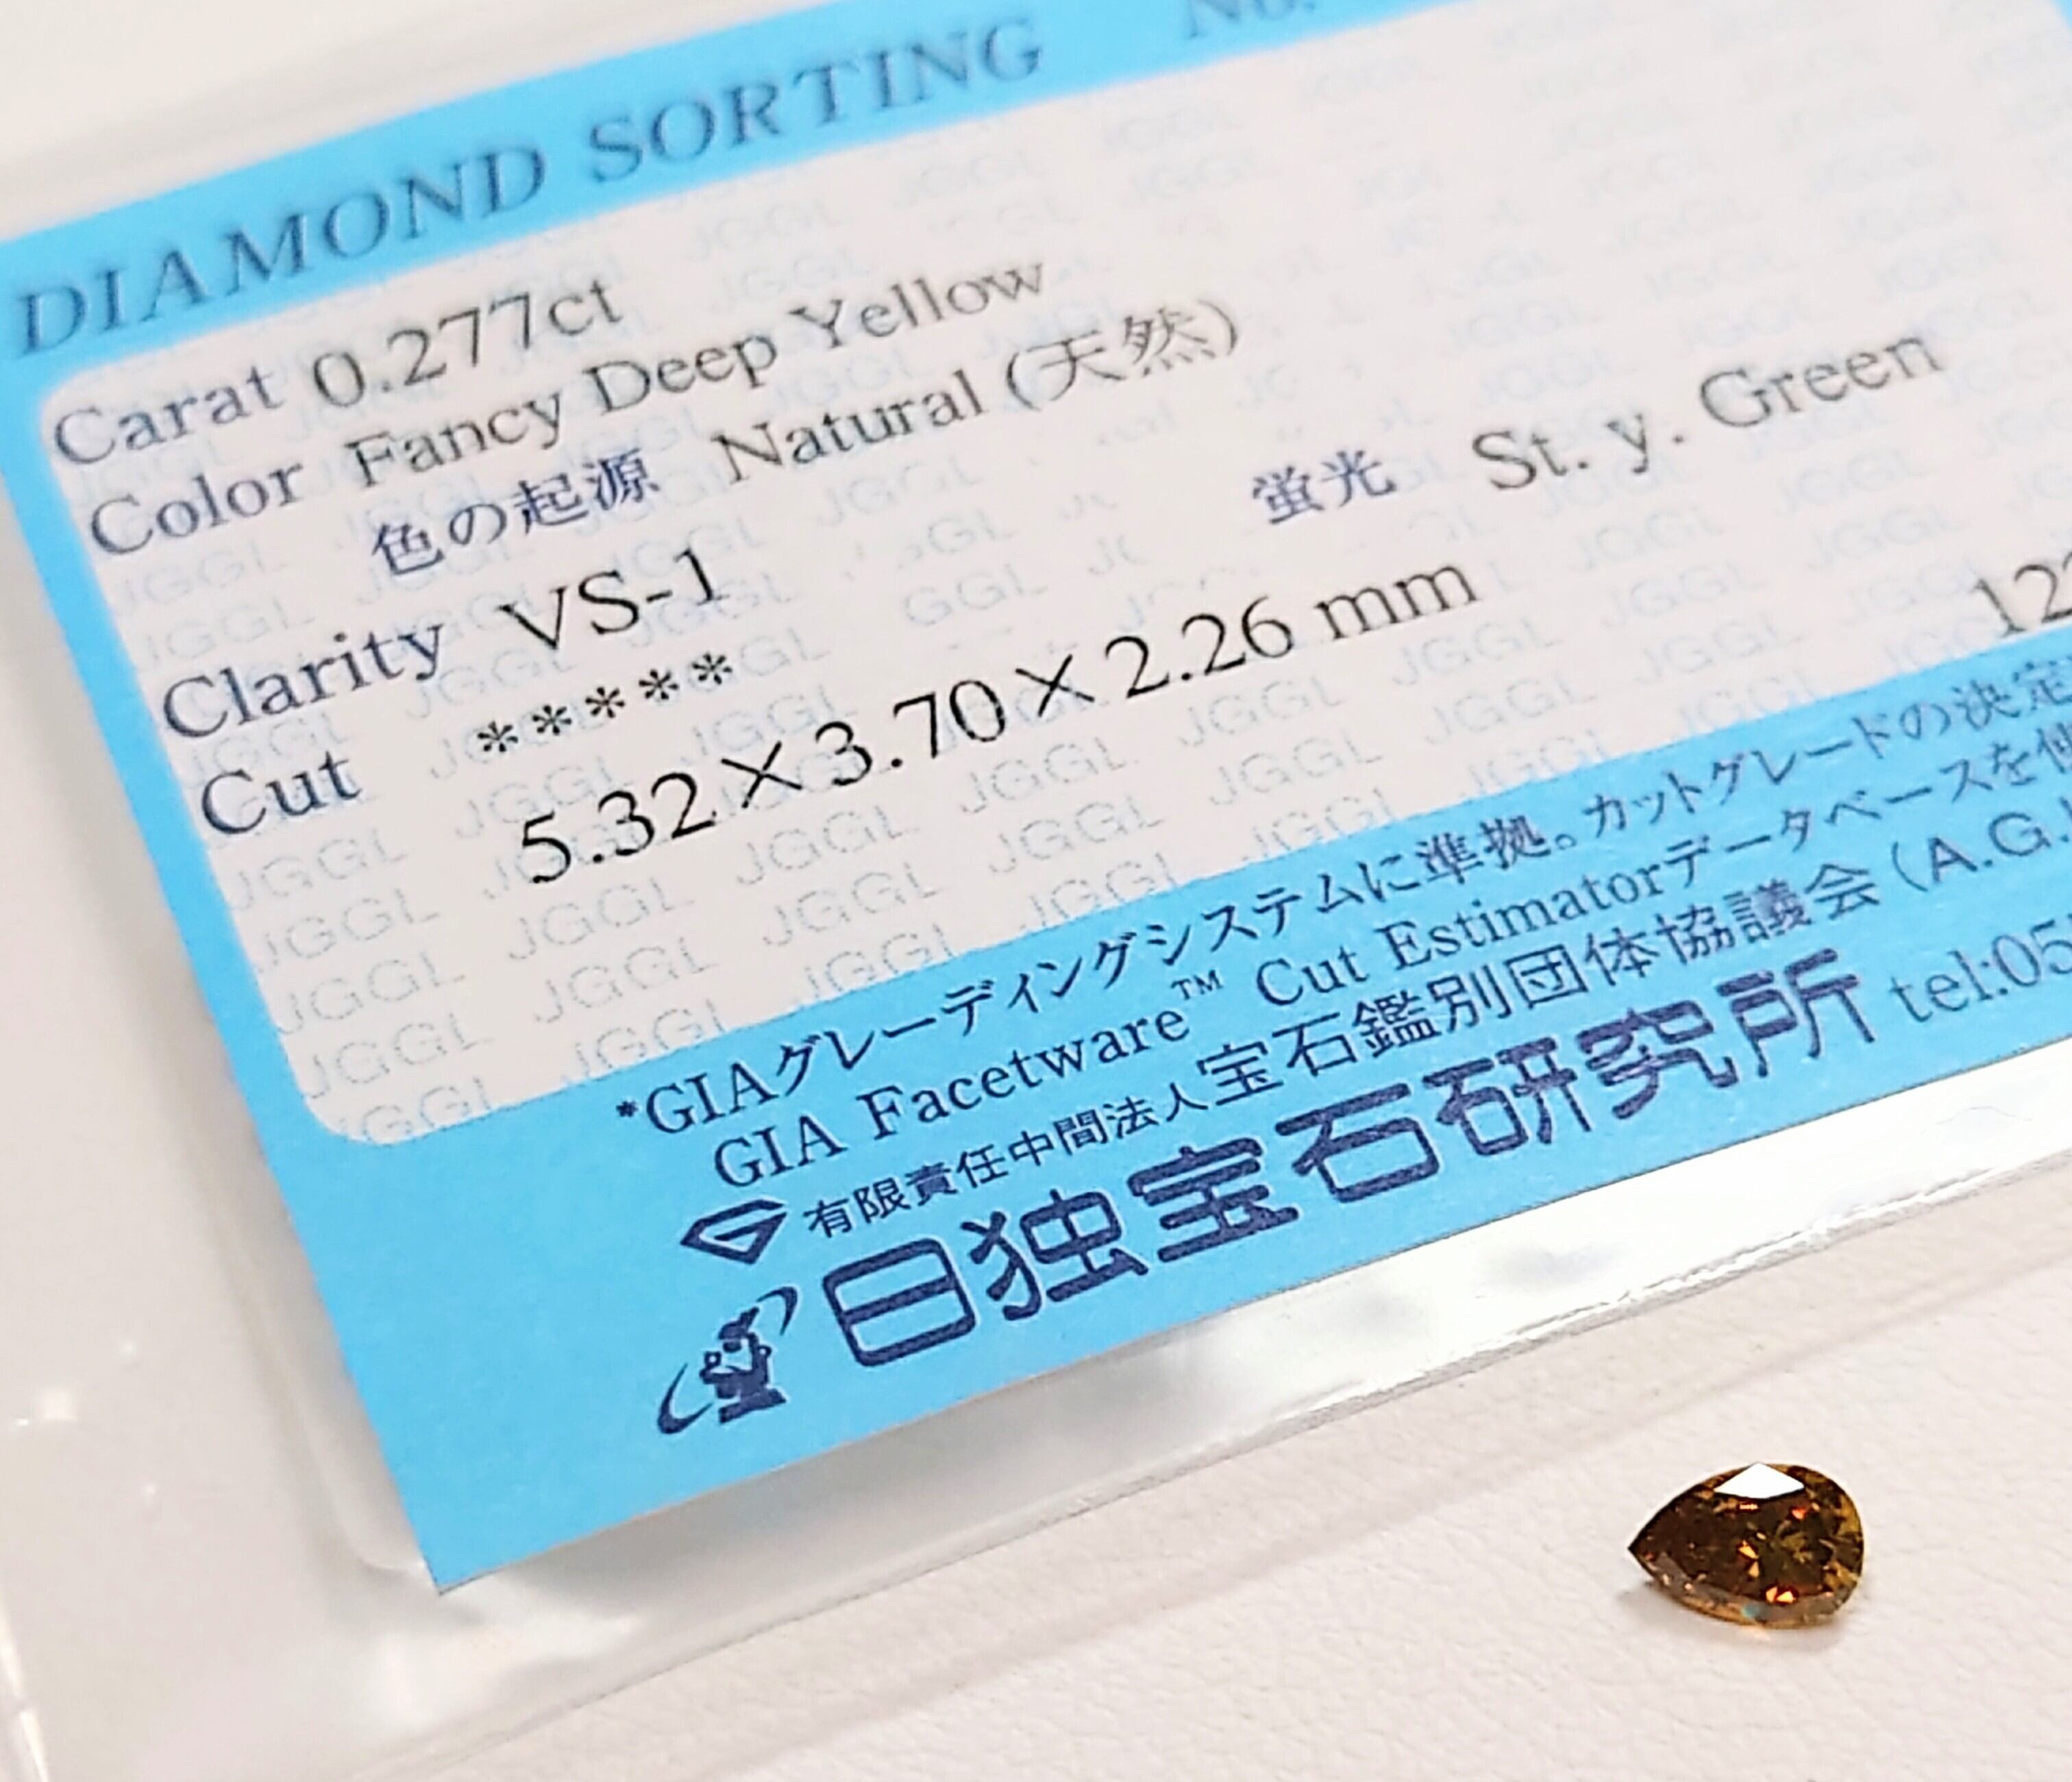 DIAMOND SORTING No.
Carat 0.277ct
Color Fancy Deep Yellow
色の起源 Natural (天然)
蛍光 St. y. Green
Clarity VS-1
Cut *****
5.32×3.70×2.26 mm
12
*GIAグレーディングシステムに準拠。カットグレードの決定
GIA Facetware™ Cut Estimatorデータベースを使
有限責任中間法人宝石鑑別団体協議会(A.G.
日独宝石研究所 tel:05